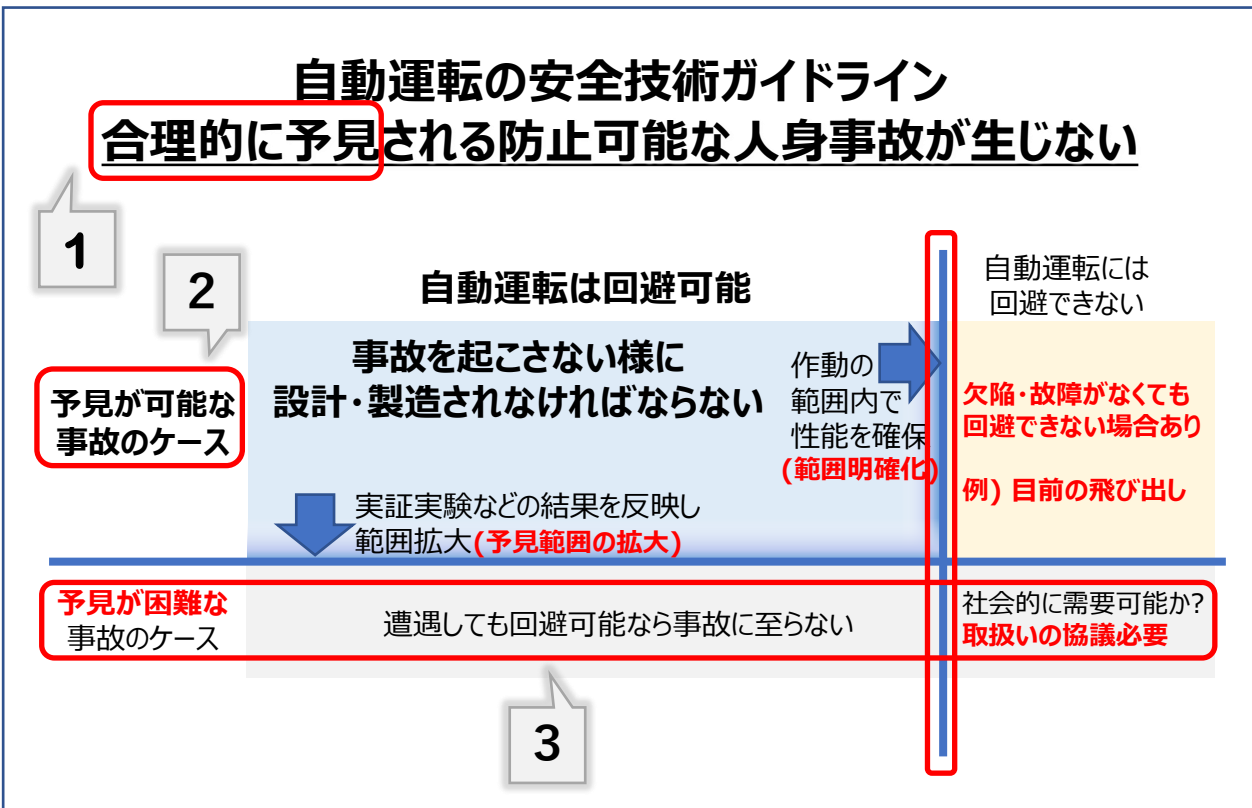 自動運転の安全技術ガイドライン
合理的に予見される防止可能な人身事故が生じない
1
2
自動運転は回避可能
自動運転には
回避できない
予見が可能な
事故のケース
事故を起こさない様に
設計・製造されなければならない
作動の
範囲内で
性能を確保
(範囲明確化)
欠陥・故障がなくても
回避できない場合あり
例) 目前の飛び出し
実証実験などの結果を反映し
範囲拡大(予見範囲の拡大)
予見が困難な
事故のケース
遭遇しても回避可能なら事故に至らない
社会的に需要可能か?
取扱いの協議必要
3